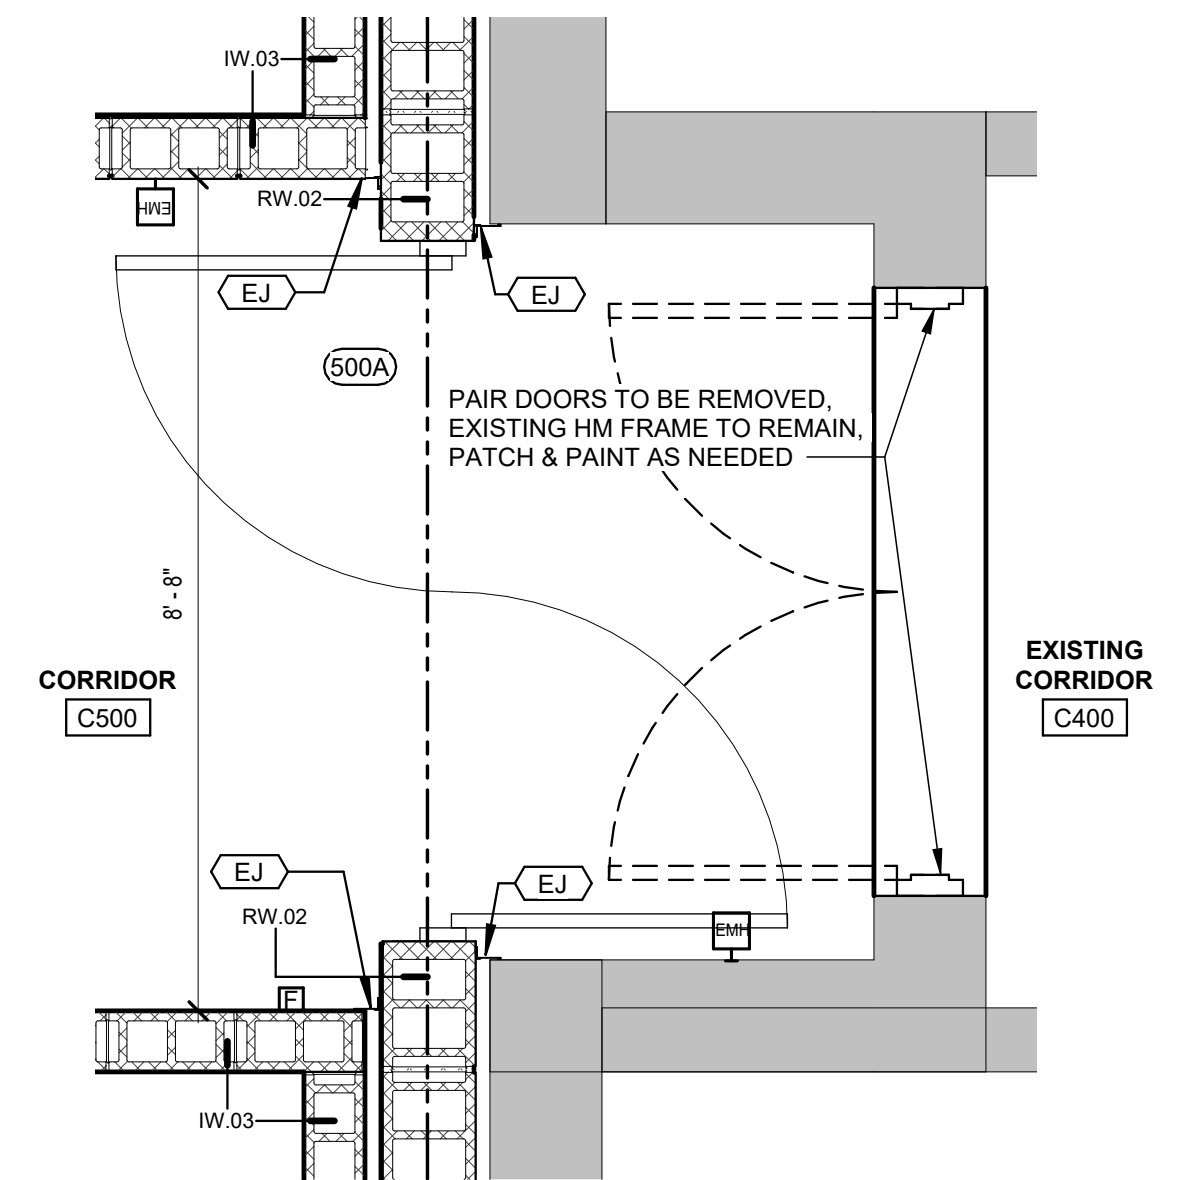 IW.03
EMH
RW.02
EJ
EJ
500A
PAIR DOORS TO BE REMOVED,
EXISTING HM FRAME TO REMAIN,
PATCH & PAINT AS NEEDED
8' - 8"
CORRIDOR
C500
EXISTING
CORRIDOR
C400
EJ
EJ
RW.02
EMH
F
IW.03